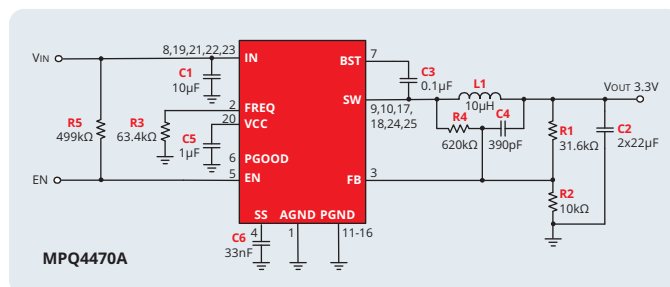 VIN
8,19,21,22,23
IN
C1
10µF
BST
7
C3
0.1µF
SW
9,10,17,
18,24,25
L1
10µH
VOUT 3.3V
R5
499kΩ
R3
63.4kΩ
2
FREQ
20
VCC
C5
1µF
6
PGOOD
5
EN
EN
R4
620kΩ
C4
390pF
R1
31.6kΩ
C2
2x22µF
FB
3
R2
10kΩ
SS
AGND
PGND
4
1
11-16
C6
33nF
MPQ4470A